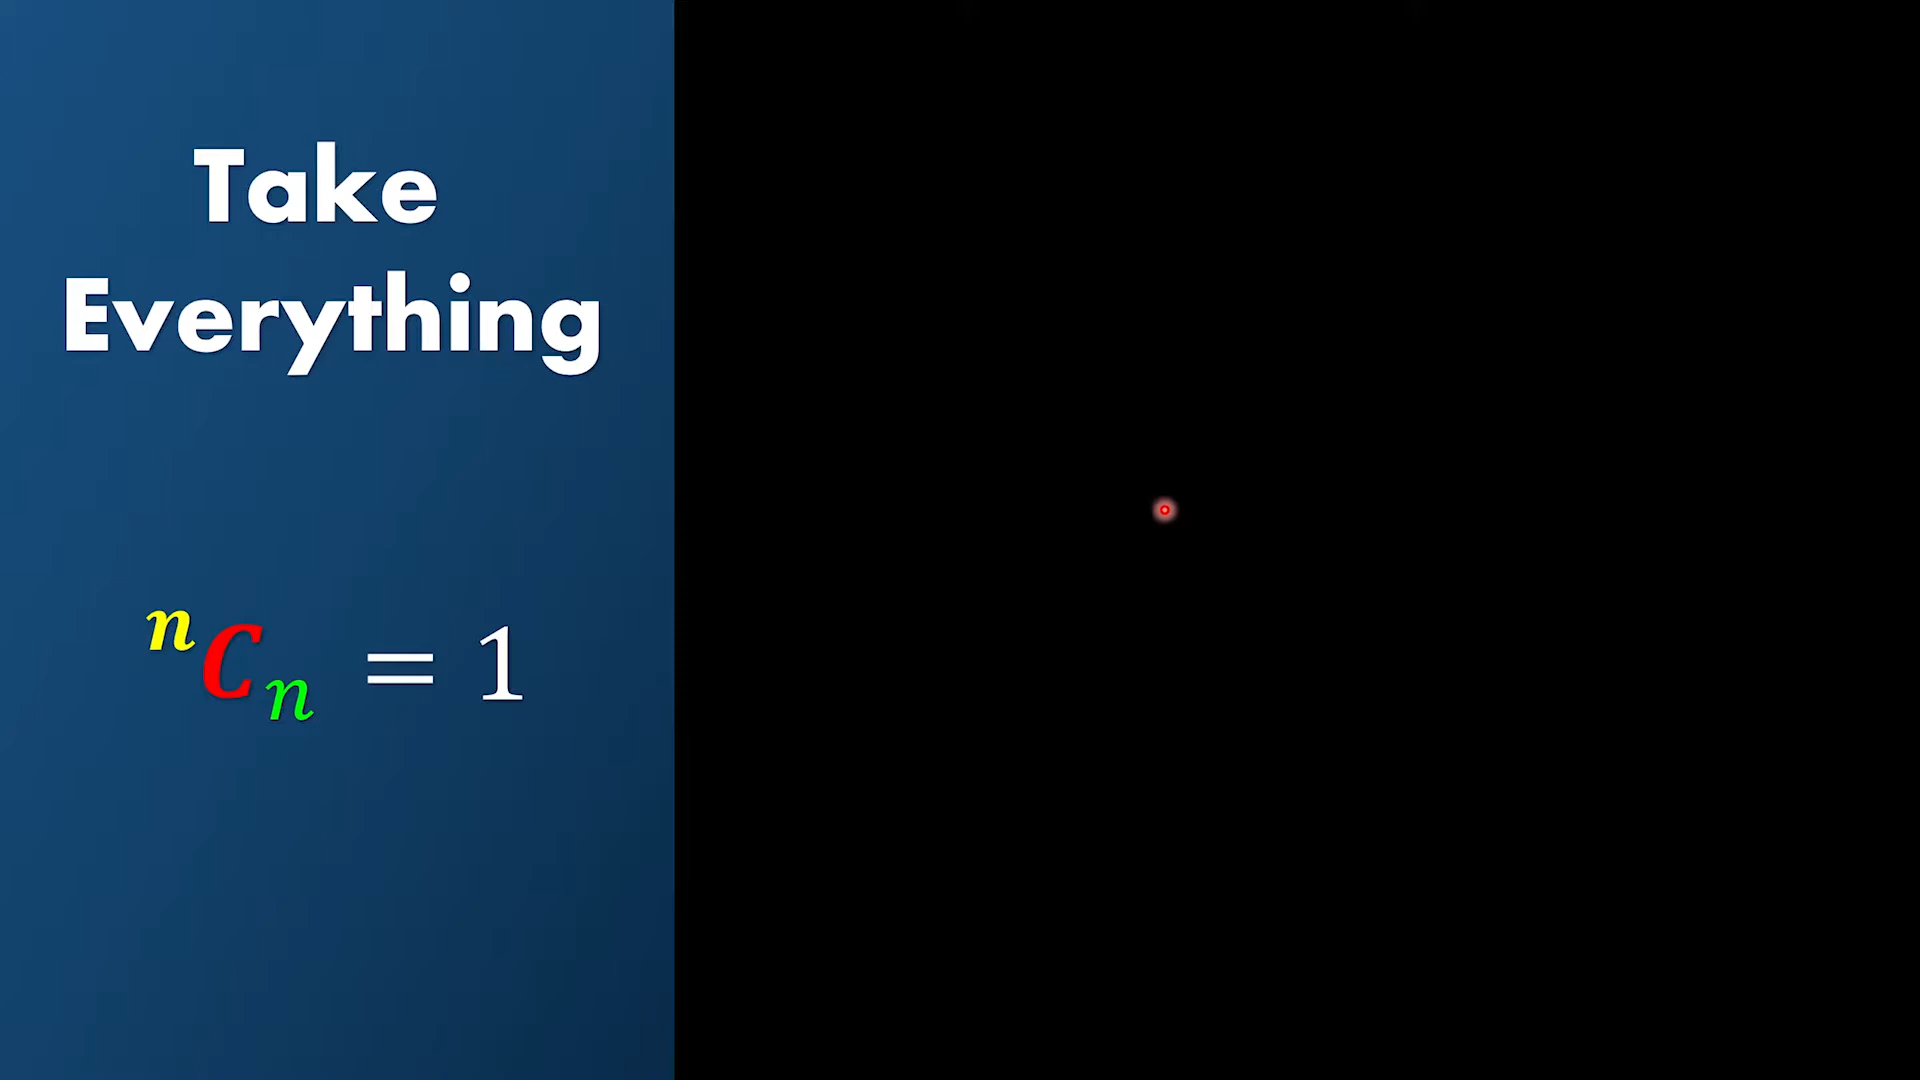 Take
Everything
ⁿCₙ = 1